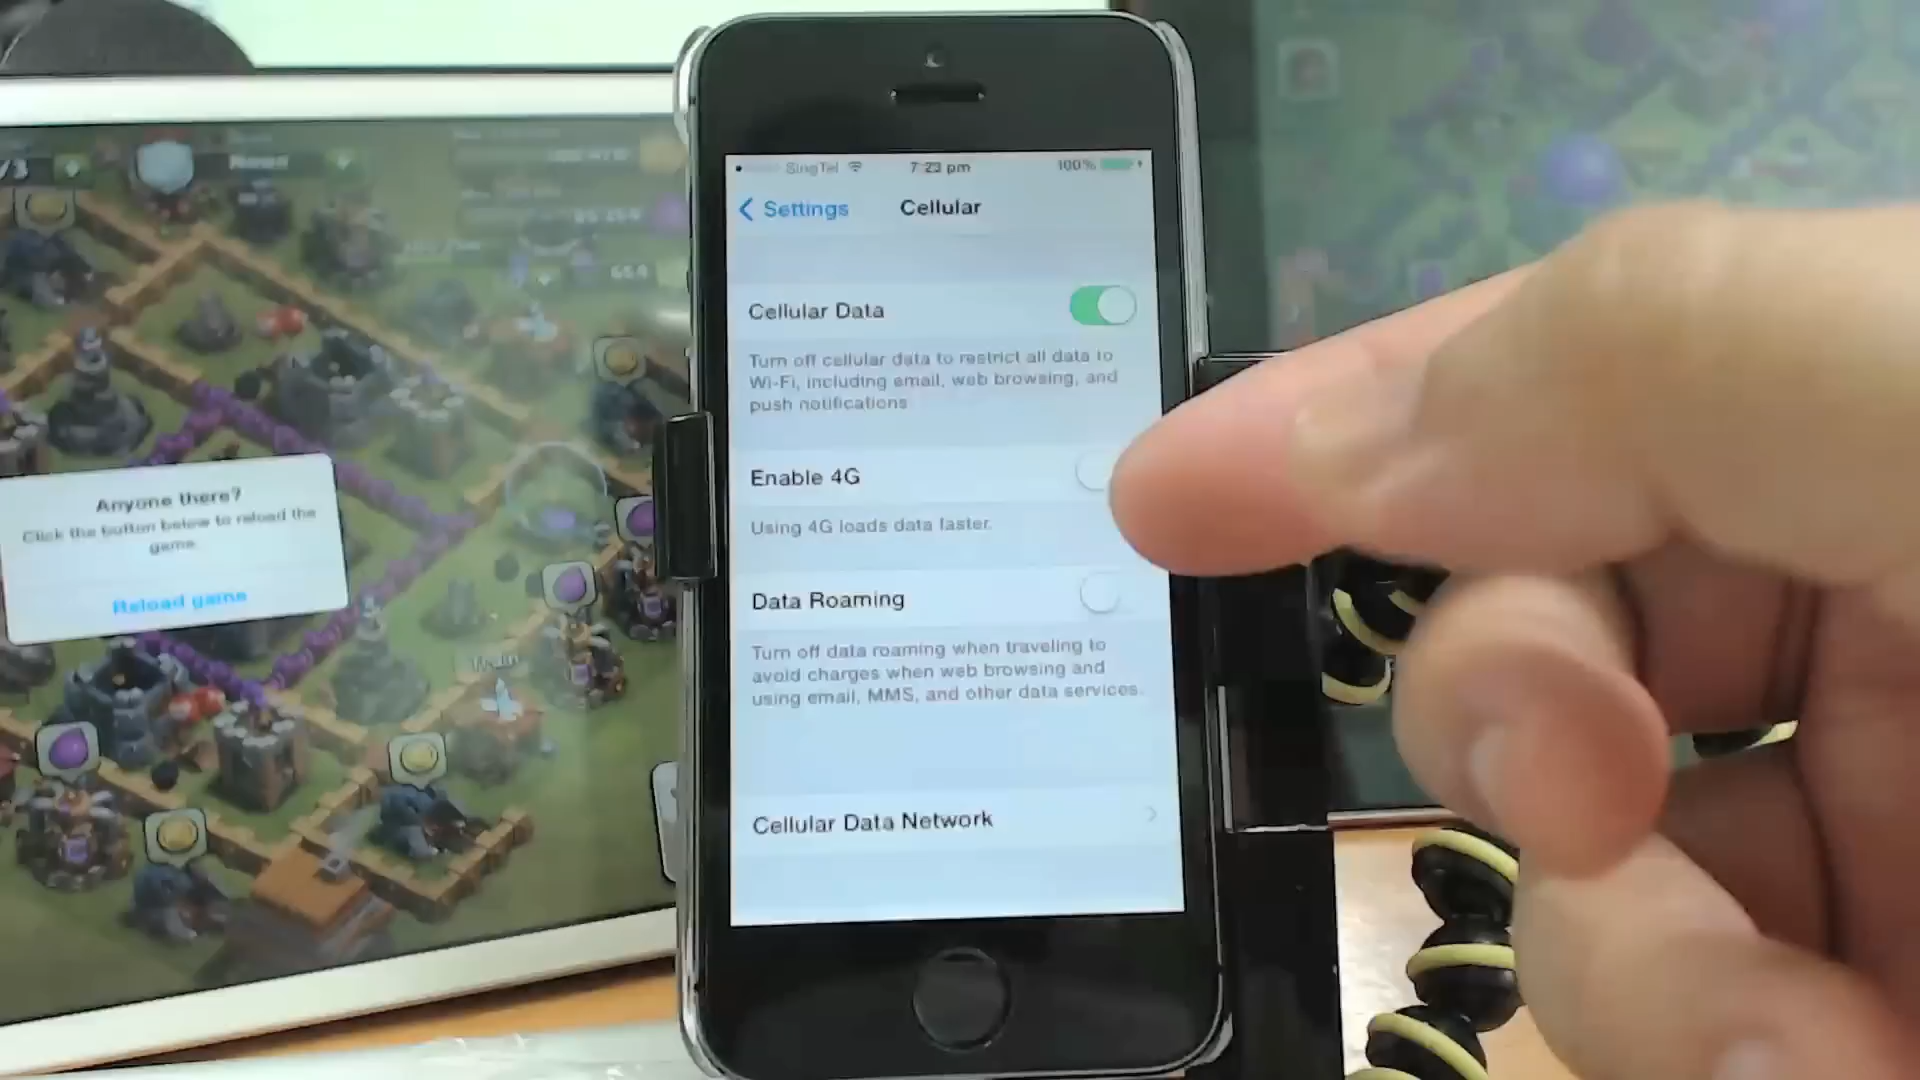 SingTel 7:23 pm 100%
Settings Cellular
Cellular Data
Turn off cellular data to restrict all data to
Wi-Fi, including email, web browsing, and
push notifications.
Enable 4G
Using 4G loads data faster.
Data Roaming
Turn off data roaming when traveling to
avoid charges when web browsing and
using email, MMS, and other data services.
Cellular Data Network
Anyone there?
Click the button below to reload the
game.
Reload game
Train
654
/3